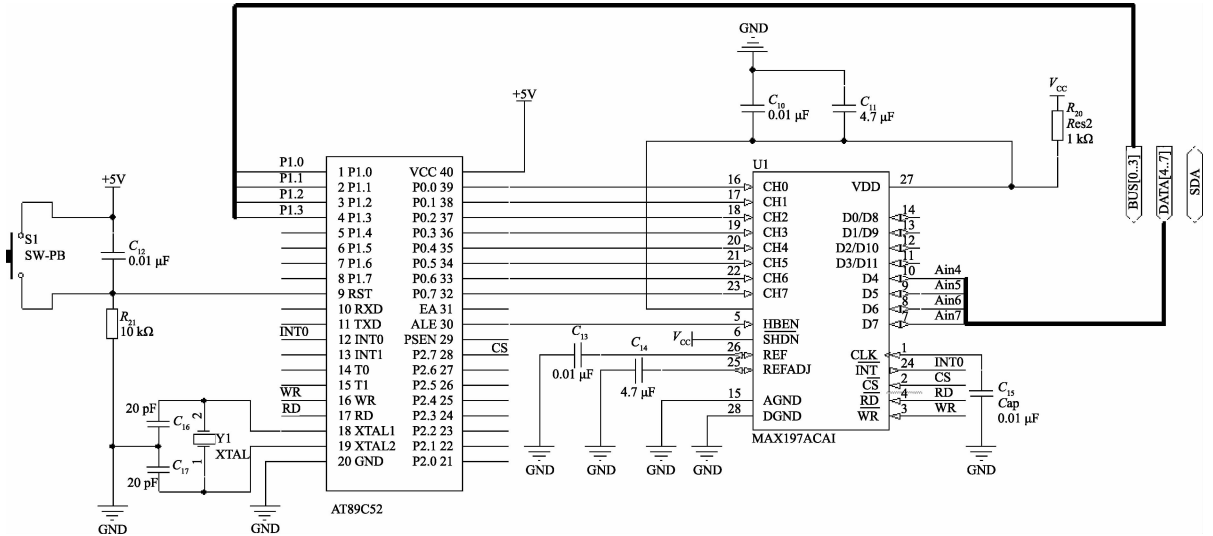 GND
C10
0.01 μF
C11
4.7 μF
VCC
R20
Res2
1 kΩ
+5V
BUS[0..3]
DATA[4..7]
SDA
P1.0
P1.1
P1.2
P1.3
1 P1.0
2 P1.1
3 P1.2
4 P1.3
5 P1.4
6 P1.5
7 P1.6
8 P1.7
9 RST
10 RXD
11 TXD
12 INT0
13 INT1
14 T0
15 T1
16 WR
17 RD
18 XTAL1
19 XTAL2
20 GND
VCC 40
P0.0 39
P0.1 38
P0.2 37
P0.3 36
P0.4 35
P0.5 34
P0.6 33
P0.7 32
EA 31
ALE 30
PSEN 29
P2.7 28
P2.6 27
P2.5 26
P2.4 25
P2.3 24
P2.2 23
P2.1 22
P2.0 21
AT89C52
+5V
S1
SW-PB
C12
0.01 μF
R21
10 kΩ
INT0
WR
RD
20 pF
C16
2
Y1
XTAL
1
C17
20 pF
GND
GND
CS
U1
16 CH0
17 CH1
18 CH2
19 CH3
20 CH4
21 CH5
22 CH6
23 CH7
5 HBEN
6 SHDN
26 REF
25 REFADJ
15 AGND
28 DGND
VDD 27
D0/D8 14
D1/D9 13
D2/D10 12
D3/D11 11
D4 10 Ain4
D5 9 Ain5
D6 8 Ain6
D7 7 Ain7
CLK 1
INT 24 INT0
CS 2 CS
RD 4 RD
WR 3 WR
MAX197ACAI
VCC
C13
0.01 μF
C14
4.7 μF
C15
Cap
0.01 μF
GND
GND
GND
GND
GND